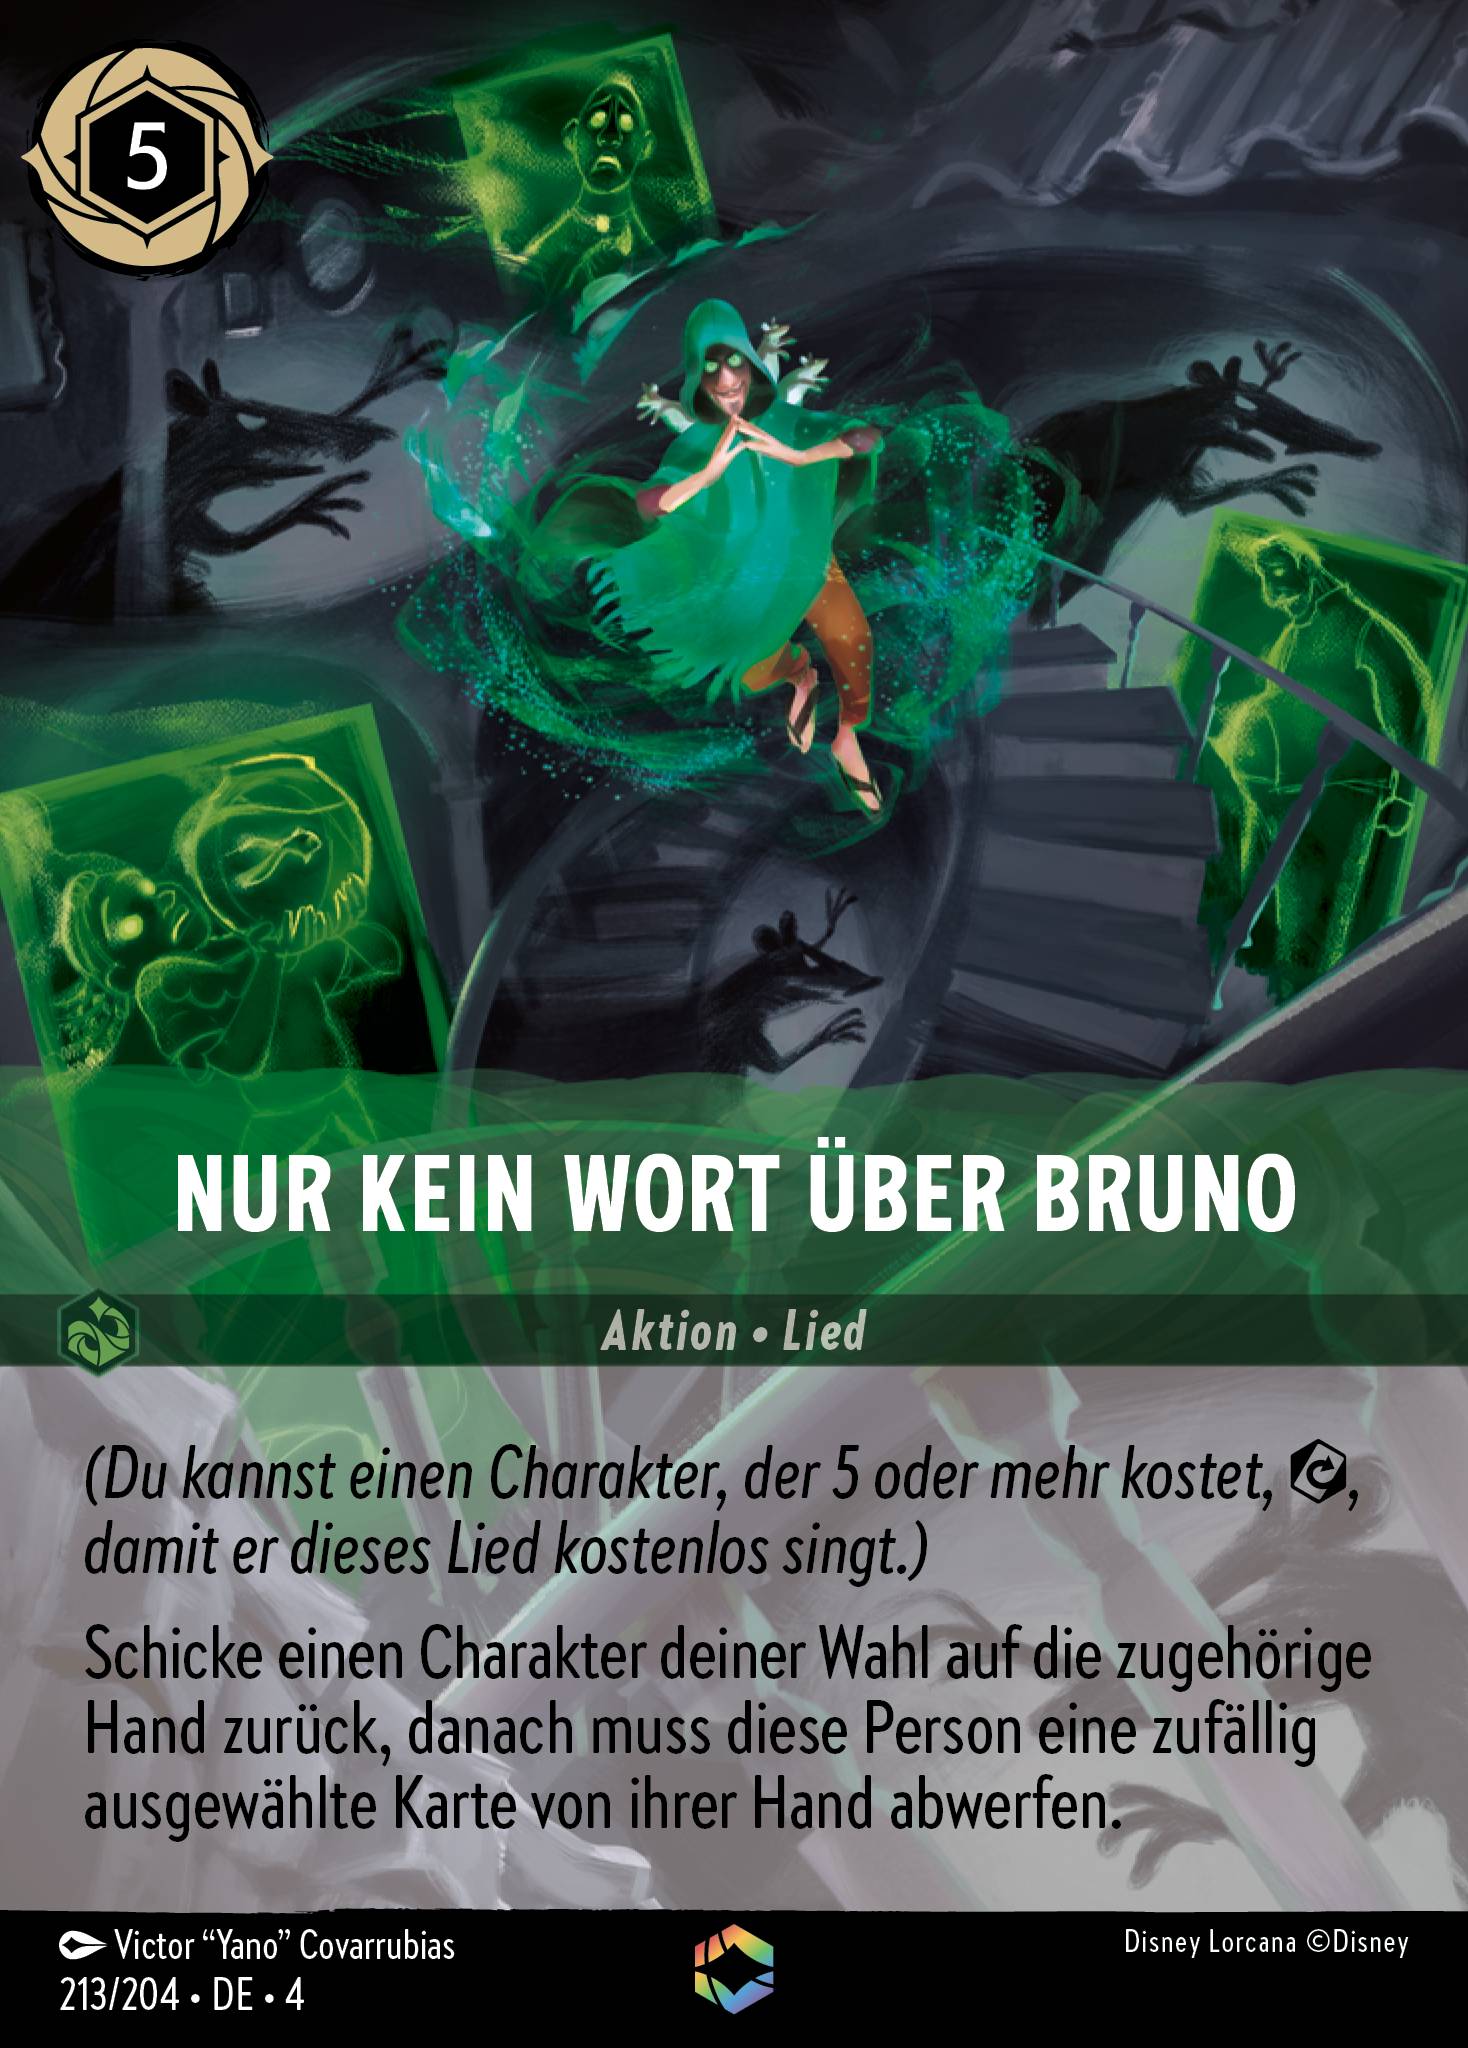 5
NUR KEIN WORT ÜBER BRUNO
Aktion • Lied
(Du kannst einen Charakter, der 5 oder mehr kostet, ,
damit er dieses Lied kostenlos singt.)
Schicke einen Charakter deiner Wahl auf die zugehörige
Hand zurück, danach muss diese Person eine zufällig
ausgewählte Karte von ihrer Hand abwerfen.
Victor “Yano” Covarrubias
Disney Lorcana ©Disney
213/204 • DE • 4